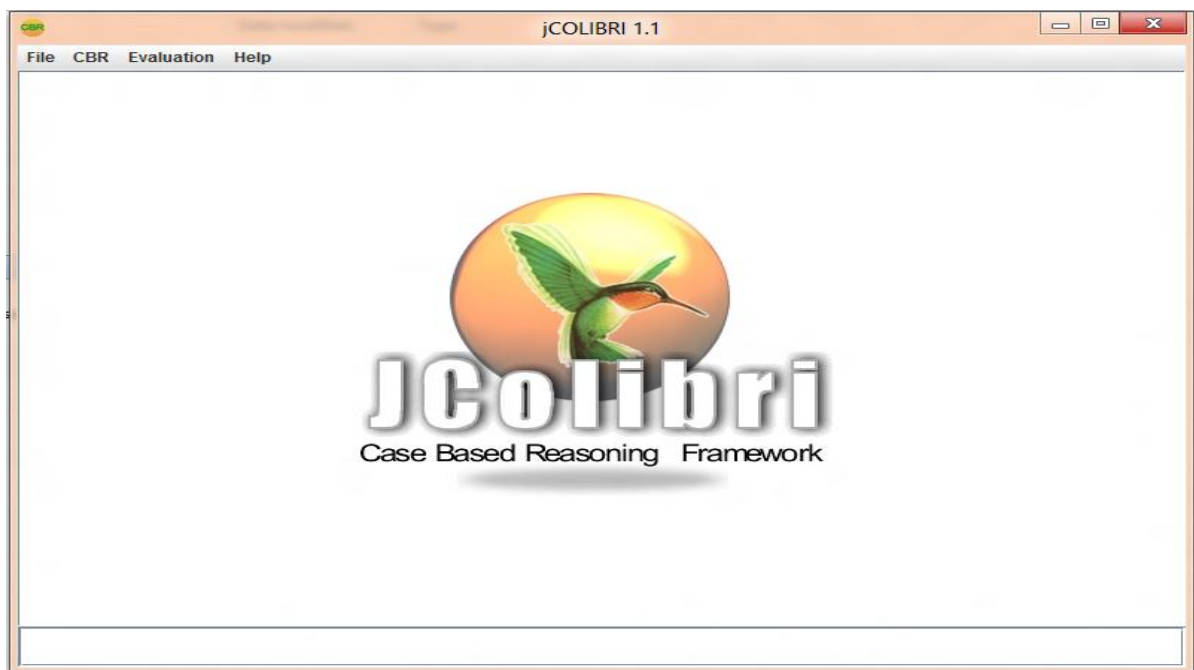 CBR
jCOLIBRI 1.1
File CBR Evaluation Help
JColibri
Case Based Reasoning Framework